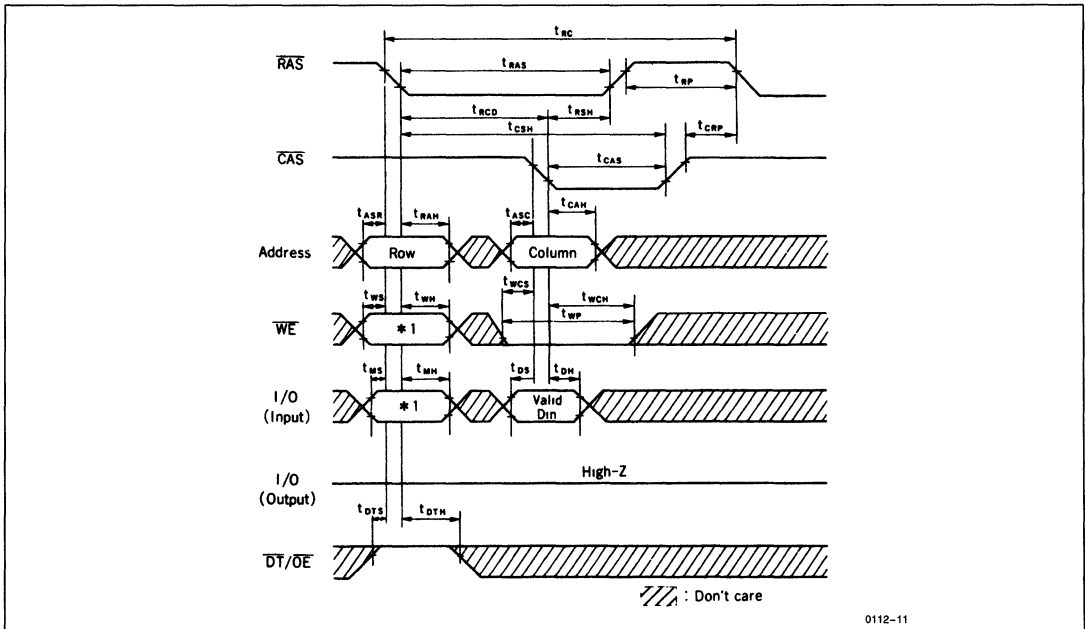 tRC
RAS tRAS
tRP
tRCD tRSH
tCSH tCRP
CAS tCAS
tASR tRAH tASC tCAH
Address Row Column
tWS tWH tWCS tWCH
tWP
WE *1
tMS tMH tDS tDH
I/O
(Input) *1 Valid
Din
I/O
(Output) High-Z
tDTS tDTH
DT/OE
: Don't care
0112-11